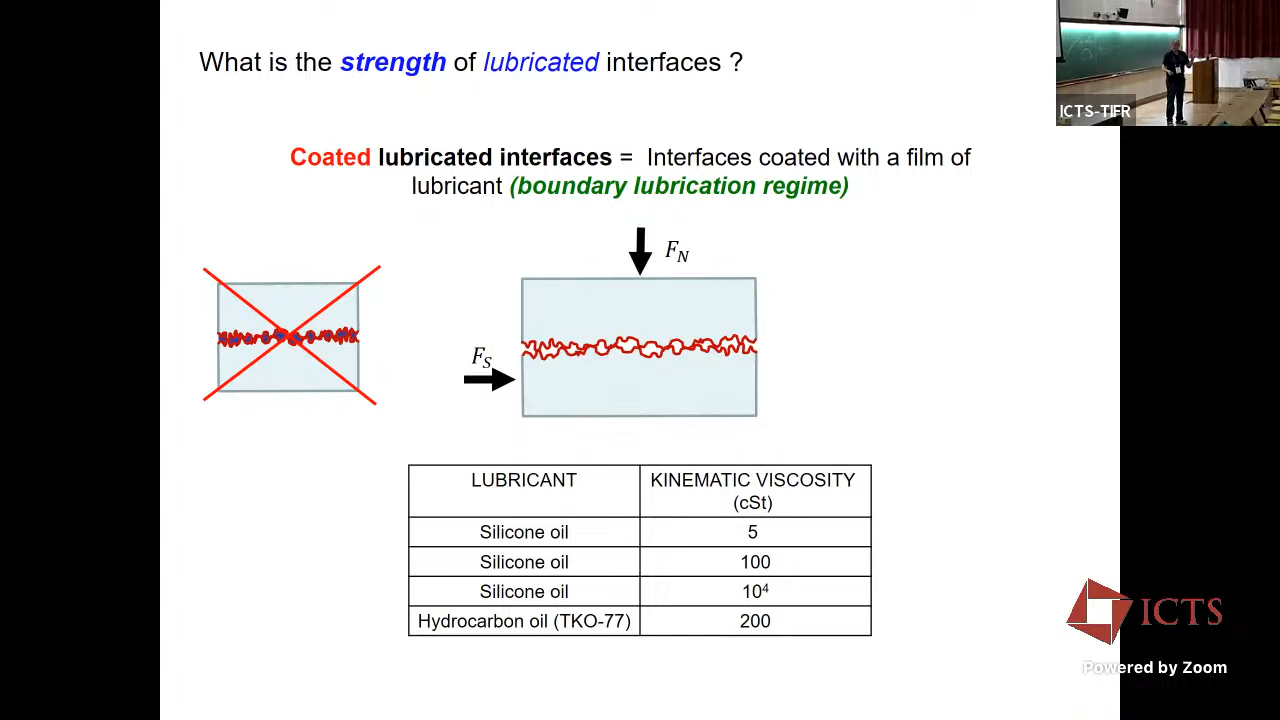 What is the strength of lubricated interfaces ?
ICTS-TIFR
Coated lubricated interfaces = Interfaces coated with a film of
lubricant (boundary lubrication regime)
F_N
F_S
LUBRICANT KINEMATIC VISCOSITY
(cSt)
Silicone oil 5
Silicone oil 100
Silicone oil 10⁴
Hydrocarbon oil (TKO-77) 200
ICTS
Powered by Zoom